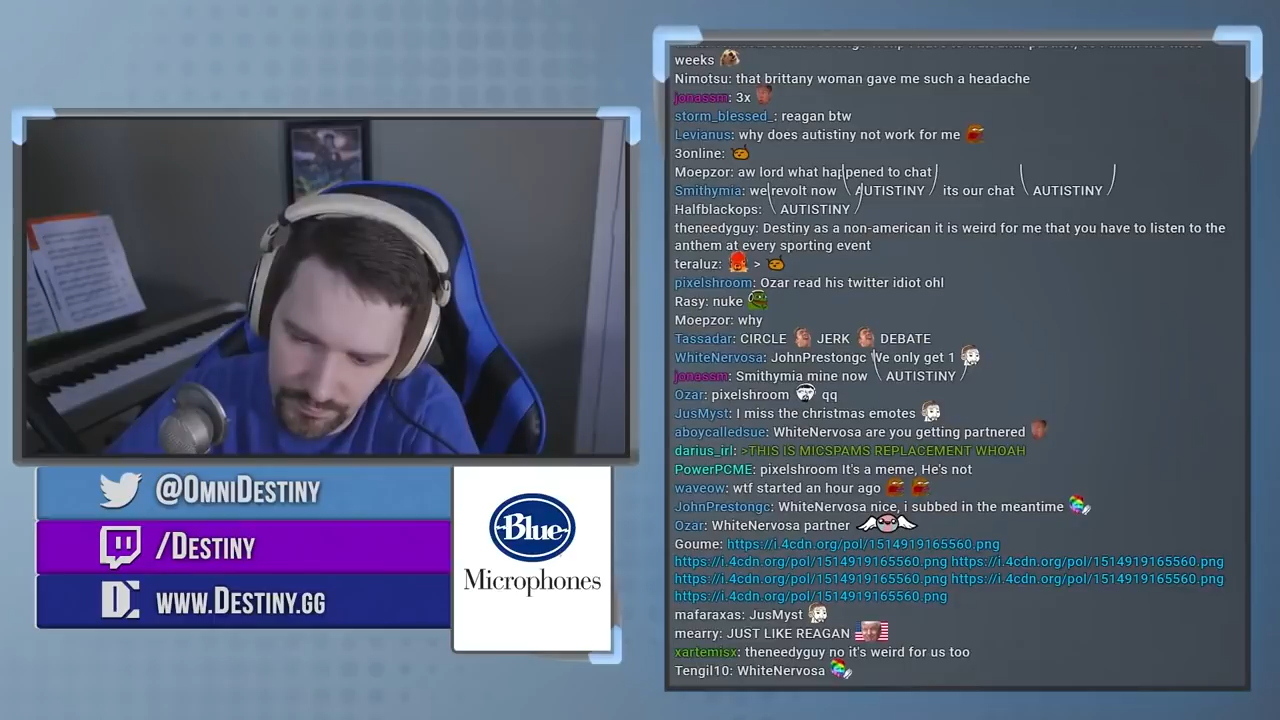 weeks
Nimotsu: that brittany woman gave me such a headache
jonassm: 3x
storm_blessed_: reagan btw
Levianus: why does autistiny not work for me
3online:
Moepzor: aw lord what happened to chat
Smithymia: we revolt now AUTISTINY its our chat AUTISTINY
Halfblackops: AUTISTINY
theneedyguy: Destiny as a non-american it is weird for me that you have to listen to the
anthem at every sporting event
teraluz: >
pixelshroom: Ozar read his twitter idiot ohl
Rasy: nuke
Moepzor: why
Tassadar: CIRCLE JERK DEBATE
WhiteNervosa: JohnPrestongc I've only get 1
jonassm: Smithymia mine now AUTISTINY
Ozar: pixelshroom qq
JusMyst: I miss the christmas emotes
aboycalledsue: WhiteNervosa are you getting partnered
darius_irl: >THIS IS MICSPAMS REPLACEMENT WHOAH
PowerPCME: pixelshroom It's a meme, He's not
waveow: wtf started an hour ago
JohnPrestongc: WhiteNervosa nice, i subbed in the meantime
Ozar: WhiteNervosa partner
Goume: https://i.4cdn.org/pol/1514919165560.png
https://i.4cdn.org/pol/1514919165560.png https://i.4cdn.org/pol/1514919165560.png
https://i.4cdn.org/pol/1514919165560.png https://i.4cdn.org/pol/1514919165560.png
https://i.4cdn.org/pol/1514919165560.png
mafaraxas: JusMyst
mearry: JUST LIKE REAGAN
xartemisx: theneedyguy no it's weird for us too
Tengil10: WhiteNervosa
@OmniDestiny
/Destiny
www.Destiny.gg
Blue
Microphones